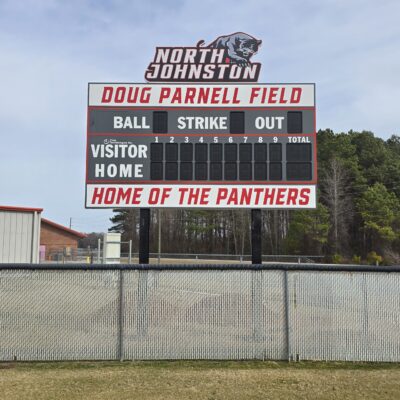 NORTH
JOHNSTON
DOUG PARNELL FIELD
BALL STRIKE OUT
1 2 3 4 5 6 7 8 9 TOTAL
VISITOR
HOME
HOME OF THE PANTHERS